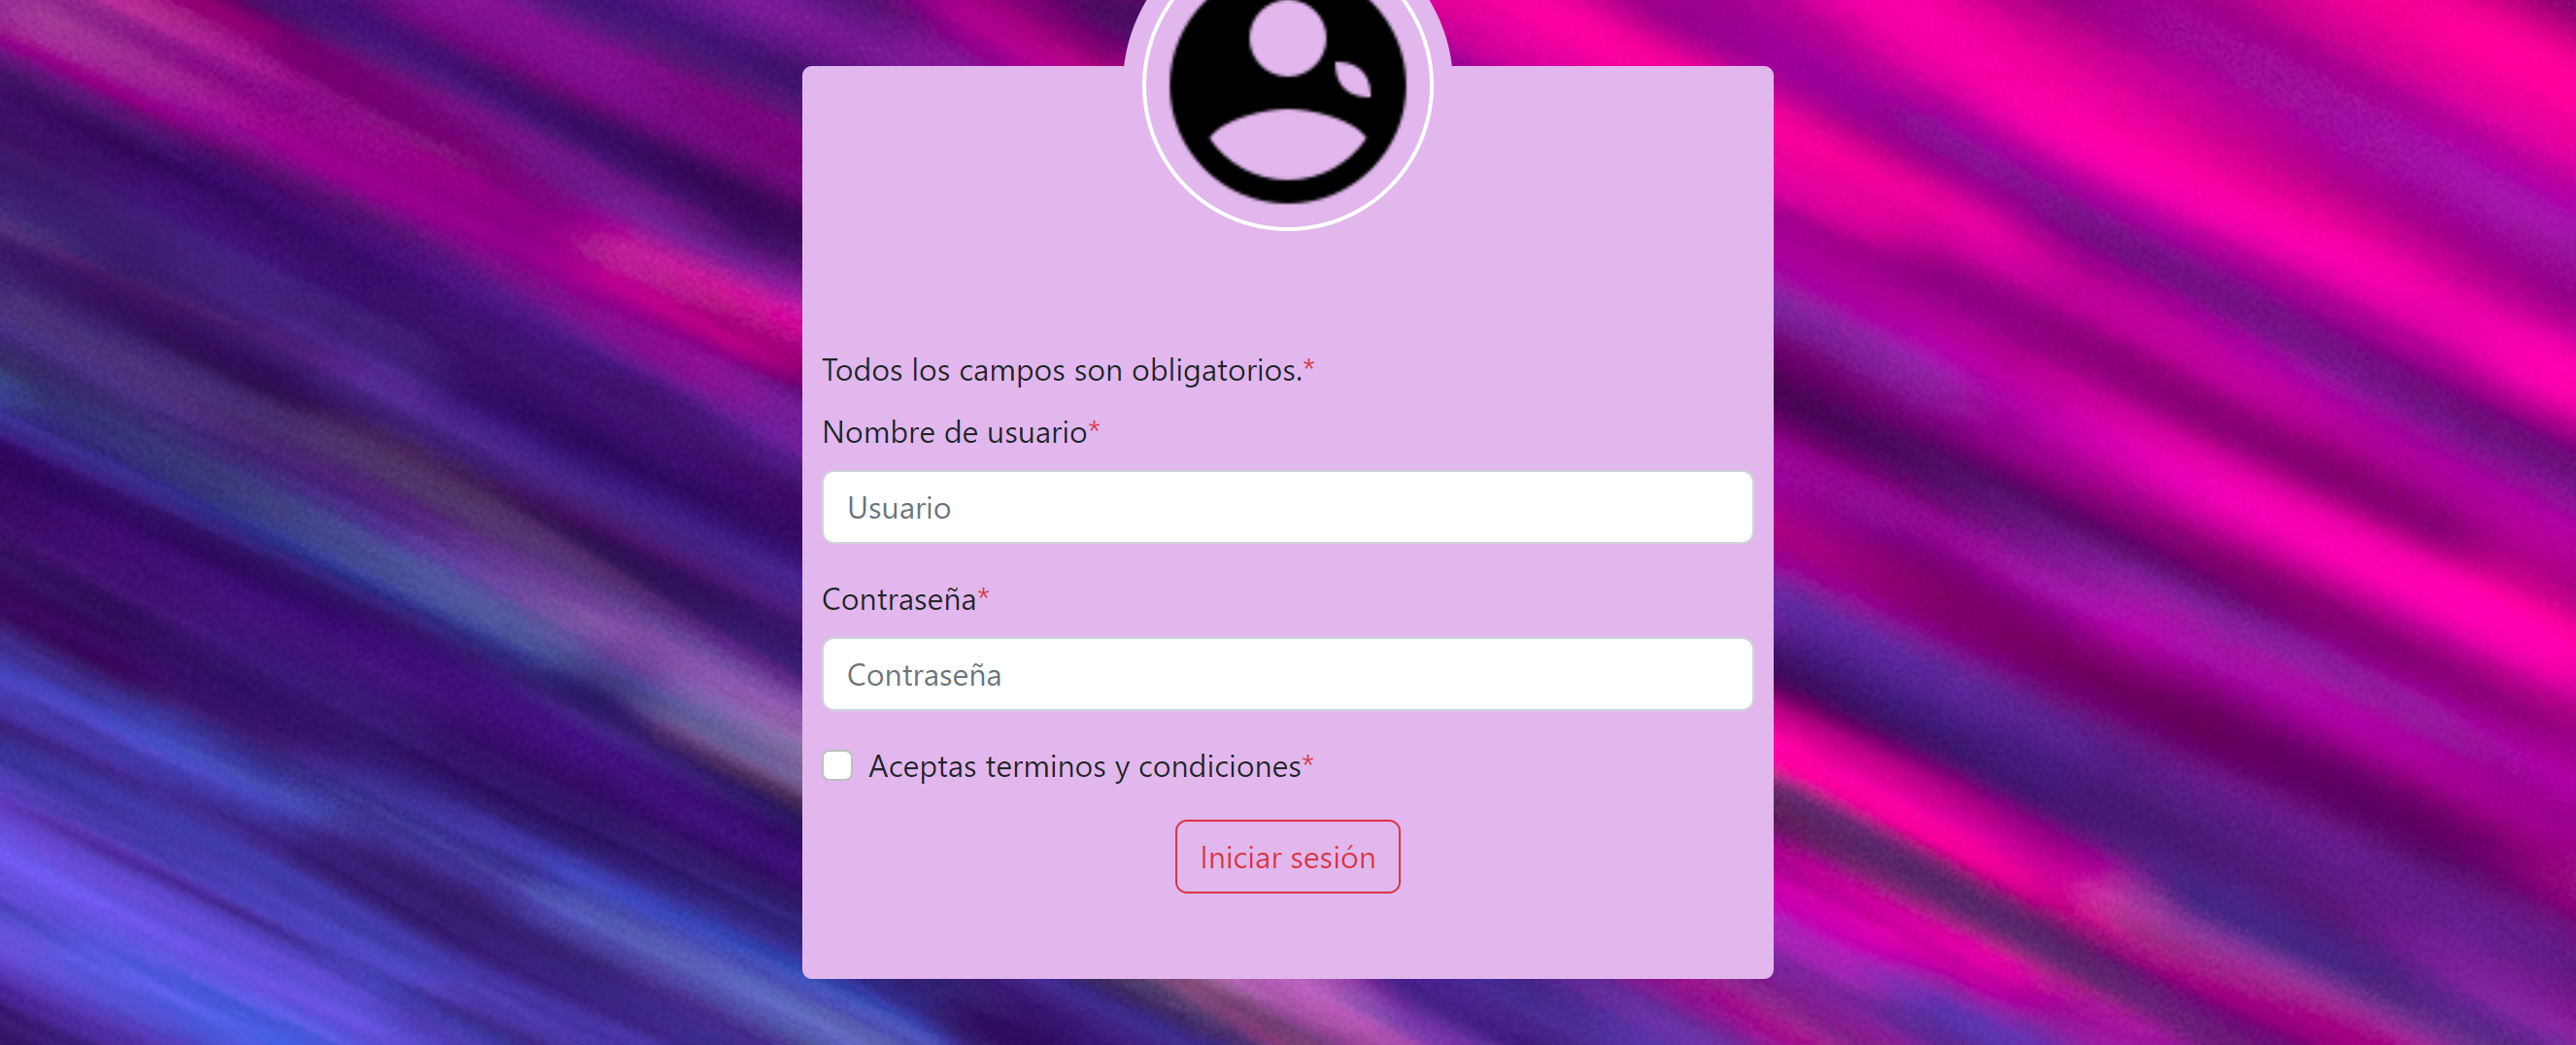 Todos los campos son obligatorios.*
Nombre de usuario*
Usuario
Contraseña*
Contraseña
Aceptas terminos y condiciones*
Iniciar sesión